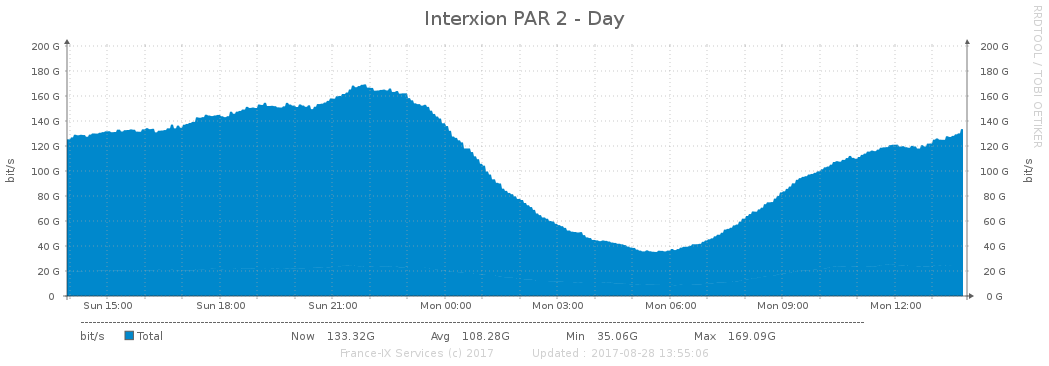 Interxion PAR 2 - Day
RRDTOOL / TOBI OETIKER
200 G 200 G
180 G 180 G
160 G 160 G
140 G 140 G
120 G 120 G
100 G 100 G
80 G 80 G
60 G 60 G
40 G 40 G
20 G 20 G
0 0 G
bit/s
bit/s
Sun 15:00 Sun 18:00 Sun 21:00 Mon 00:00 Mon 03:00 Mon 06:00 Mon 09:00 Mon 12:00
bit/s Total Now 133.32G Avg 108.28G Min 35.06G Max 169.09G
France-IX Services (c) 2017 Updated : 2017-08-28 13:55:06